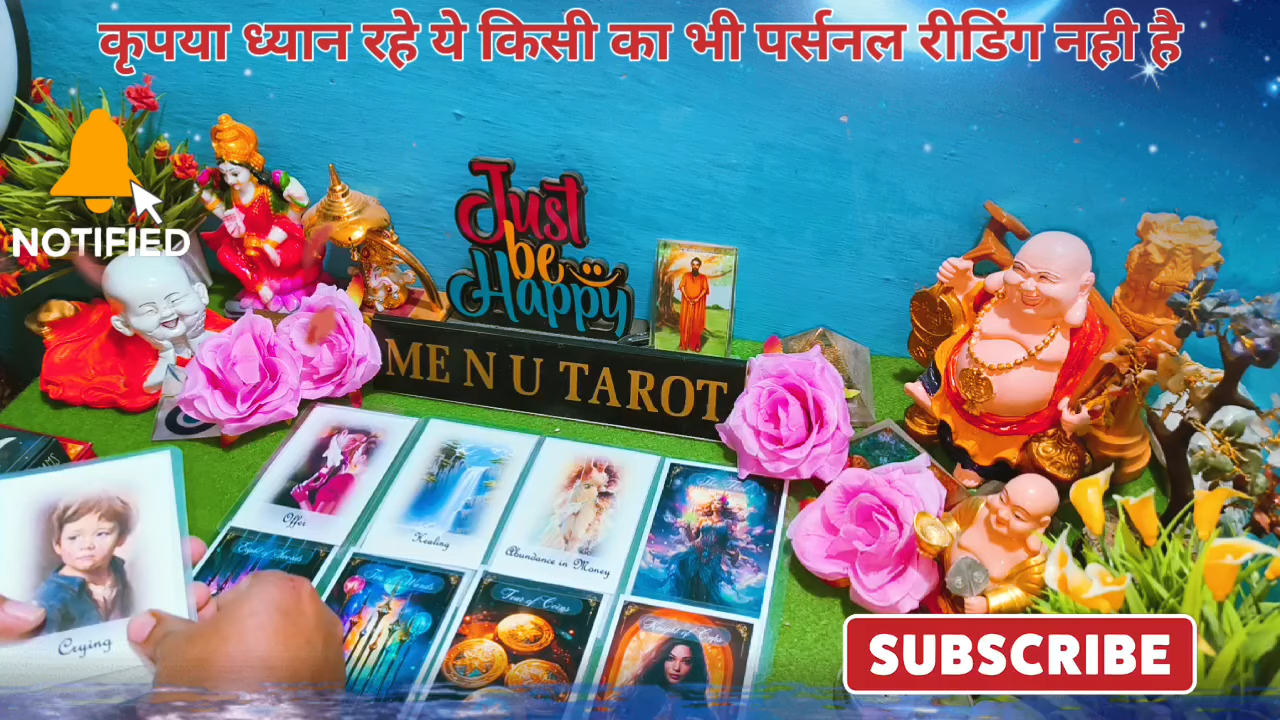 कृपया ध्यान रहे ये किसी का भी पर्सनल रीडिंग नही है
NOTIFIED
Just
be
Happy
ME N U TAROT
Offer
Healing
Abundance in Money
Crying
Four of Coins
SUBSCRIBE